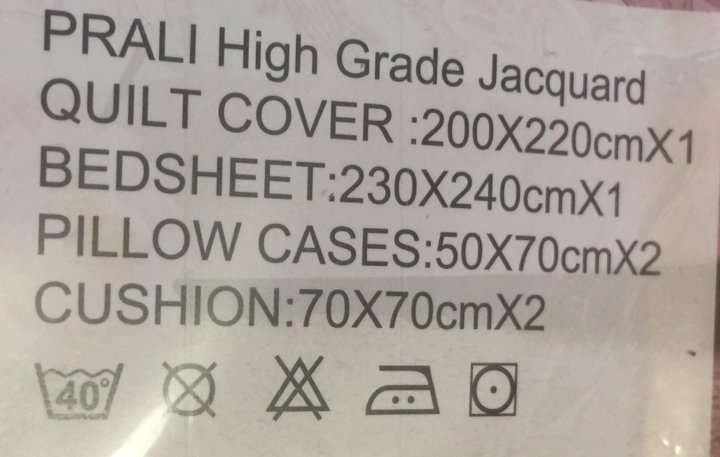 PRALI High Grade Jacquard
QUILT COVER :200X220cmX1
BEDSHEET:230X240cmX1
PILLOW CASES:50X70cmX2
CUSHION:70X70cmX2
40°